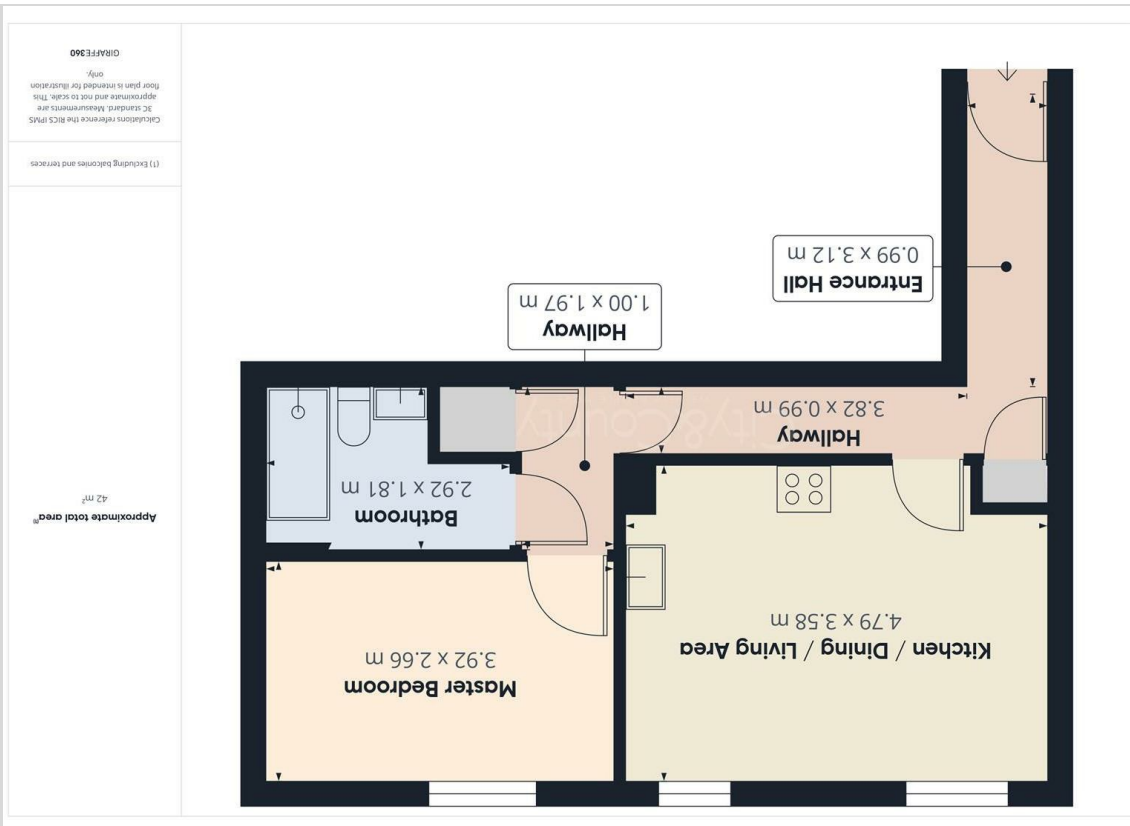 Master Bedroom
3.92 x 2.66 m
Kitchen / Dining / Living Area
4.79 x 3.58 m
Bathroom
2.92 x 1.81 m
Hallway
3.82 x 0.99 m
City&County
Hallway
1.00 x 1.97 m
Entrance Hall
0.99 x 3.12 m
Approximate total area⁽¹⁾
42 m²
(1) Excluding balconies and terraces
Calculations reference the RICS IPMS
3C standard. Measurements are
approximate and not to scale. This
floor plan is intended for illustration
only.
GIRAFFE360